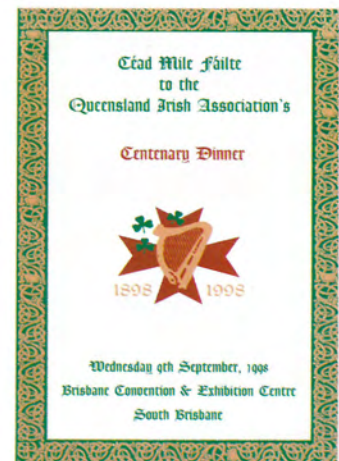 Céad Mile Fáilte
to the
Queensland Irish Association's
Centenary Dinner
1898 1998
Wednesday 9th September, 1998
Brisbane Convention & Exhibition Centre
South Brisbane